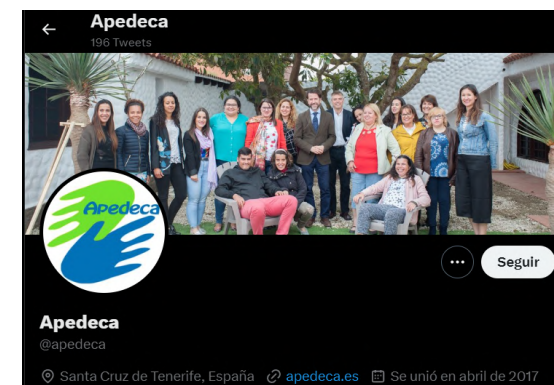 Apedeca
196 Tweets
Apedeca
Seguir
Apedeca
@apedeca
Santa Cruz de Tenerife, España apedeca.es Se unió en abril de 2017